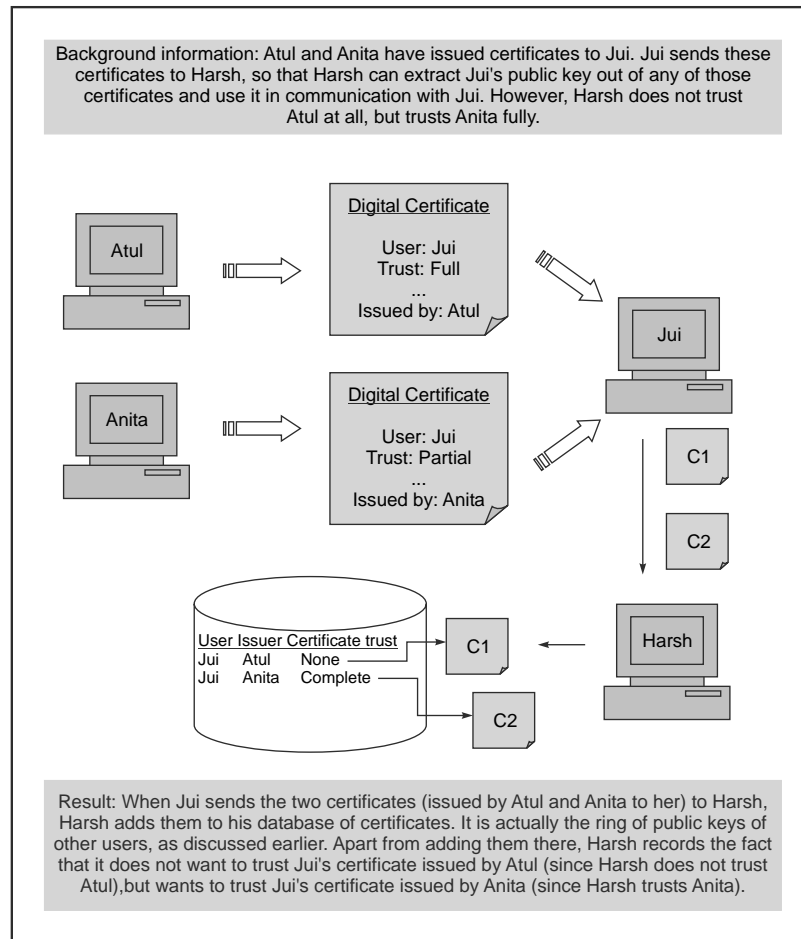 Background information: Atul and Anita have issued certificates to Jui. Jui sends these
certificates to Harsh, so that Harsh can extract Jui's public key out of any of those
certificates and use it in communication with Jui. However, Harsh does not trust
Atul at all, but trusts Anita fully.
Atul
Digital Certificate
User: Jui
Trust: Full
...
Issued by: Atul
Jui
Anita
Digital Certificate
User: Jui
Trust: Partial
...
Issued by: Anita
C1
C2
User Issuer Certificate trust
Jui Atul None
Jui Anita Complete
C1
C2
Harsh
Result: When Jui sends the two certificates (issued by Atul and Anita to her) to Harsh,
Harsh adds them to his database of certificates. It is actually the ring of public keys of
other users, as discussed earlier. Apart from adding them there, Harsh records the fact
that it does not want to trust Jui's certificate issued by Atul (since Harsh does not trust
Atul),but wants to trust Jui's certificate issued by Anita (since Harsh trusts Anita).